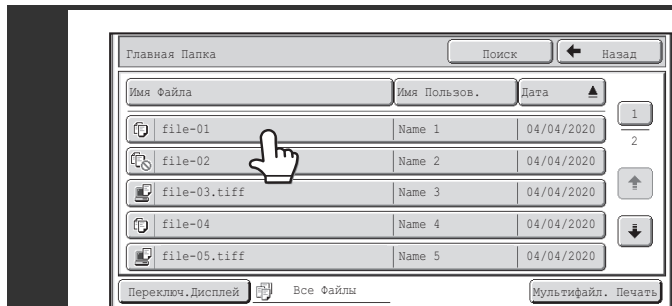 Главная Папка Поиск Назад
Имя Файла Имя Пользов. Дата
file-01 Name 1 04/04/2020 1
file-02 Name 2 04/04/2020 2
file-03.tiff Name 3 04/04/2020
file-04 Name 4 04/04/2020
file-05.tiff Name 5 04/04/2020
Переключ.Дисплей Все Файлы Мультифайл. Печать